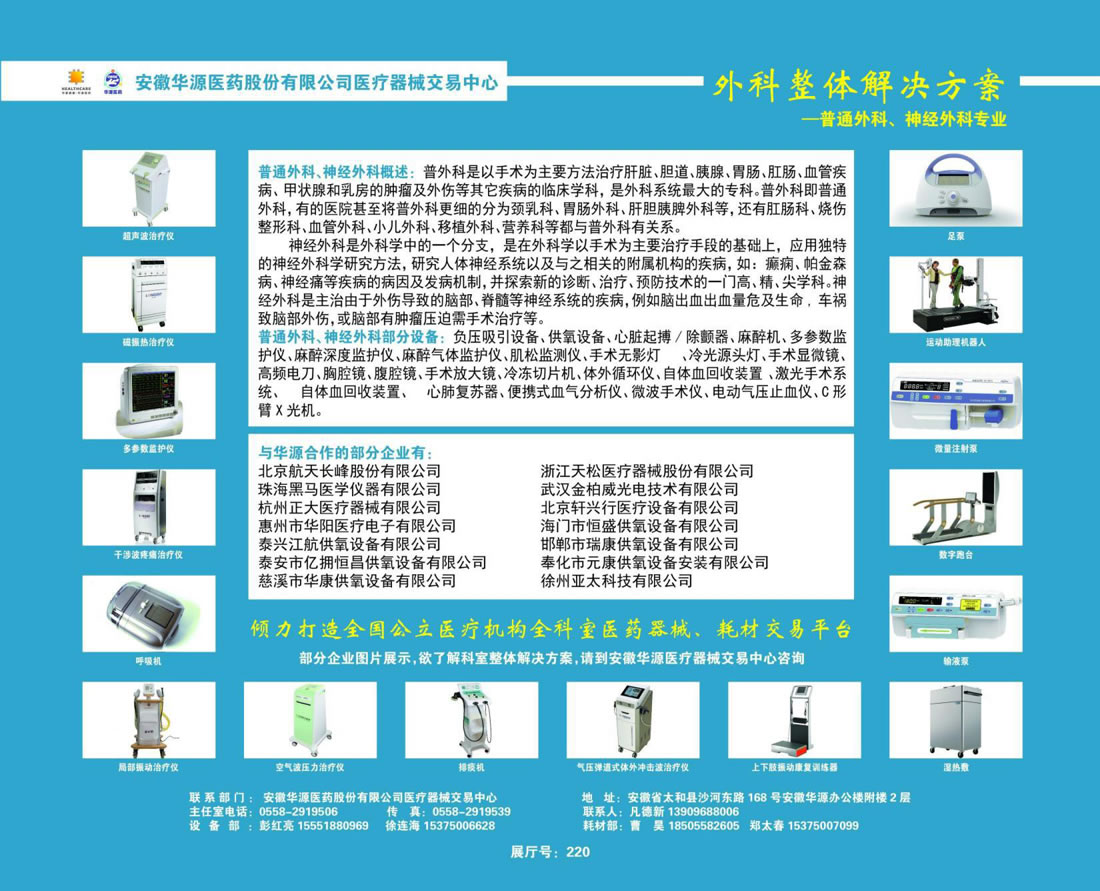 HEALTHCARE
华源医药
安徽华源医药股份有限公司医疗器械交易中心
外科整体解决方案
—普通外科、神经外科专业
普通外科、神经外科概述：普外科是以手术为主要方法治疗肝脏、胆道、胰腺、胃肠、肛肠、血管疾
病、甲状腺和乳房的肿瘤及外伤等其它疾病的临床学科，是外科系统最大的专科。普外科即普通
外科，有的医院甚至将普外科更细的分为颈乳科、胃肠外科、肝胆胰脾外科等，还有肛肠科、烧伤
整形科、血管外科、小儿外科、移植外科、营养科等都与普外科有关系。
神经外科是外科学中的一个分支，是在外科学以手术为主要治疗手段的基础上，应用独特
的神经外科学研究方法，研究人体神经系统以及与之相关的附属机构的疾病，如：癫痫、帕金森
病、神经痛等疾病的病因及发病机制，并探索新的诊断、治疗、预防技术的一门高、精、尖学科。神
经外科是主治由于外伤导致的脑部、脊髓等神经系统的疾病，例如脑出血出血量危及生命，车祸
致脑部外伤，或脑部有肿瘤压迫需手术治疗等。
普通外科、神经外科部分设备：负压吸引设备、供氧设备、心脏起搏/除颤器、麻醉机、多参数监
护仪、麻醉深度监护仪、麻醉气体监护仪、肌松监测仪、手术无影灯 、冷光源头灯、手术显微镜、
高频电刀、胸腔镜、腹腔镜、手术放大镜、冷冻切片机、体外循环仪、自体血回收装置、激光手术系
统、 自体血回收装置、 心肺复苏器、便携式血气分析仪、微波手术仪、电动气压止血仪、C形
臂X光机。
与华源合作的部分企业有：
北京航天长峰股份有限公司 浙江天松医疗器械股份有限公司
珠海黑马医学仪器有限公司 武汉金柏威光电技术有限公司
杭州正大医疗器械有限公司 北京轩兴行医疗设备有限公司
惠州市华阳医疗电子有限公司 海门市恒盛供氧设备有限公司
泰兴江航供氧设备有限公司 邯郸市瑞康供氧设备有限公司
泰安市亿拥恒昌供氧设备有限公司 奉化市元康供氧设备安装有限公司
慈溪市华康供氧设备有限公司 徐州亚太科技有限公司
超声波治疗仪
磁振热治疗仪
多参数监护仪
干涉波疼痛治疗仪
呼吸机
足泵
运动助理机器人
微量注射泵
数字跑台
输液泵
倾力打造全国公立医疗机构全科室医药器械、耗材交易平台
部分企业图片展示，欲了解科室整体解决方案，请到安徽华源医疗器械交易中心咨询
局部振动治疗仪 空气波压力治疗仪 排痰机 气压弹道式体外冲击波治疗仪 上下肢振动康复训练器 湿热敷
联系部门：安徽华源医药股份有限公司医疗器械交易中心 地 址：安徽省太和县沙河东路168号安徽华源办公楼附楼2层
主任室电话：0558-2919506 传 真：0558-2919539 联系人：凡德新 13909688006
设 备 部：彭红亮 15551880969 徐连海 15375006628 耗材部：曹 昊 18505582605 郑太春 15375007099
展厅号：220